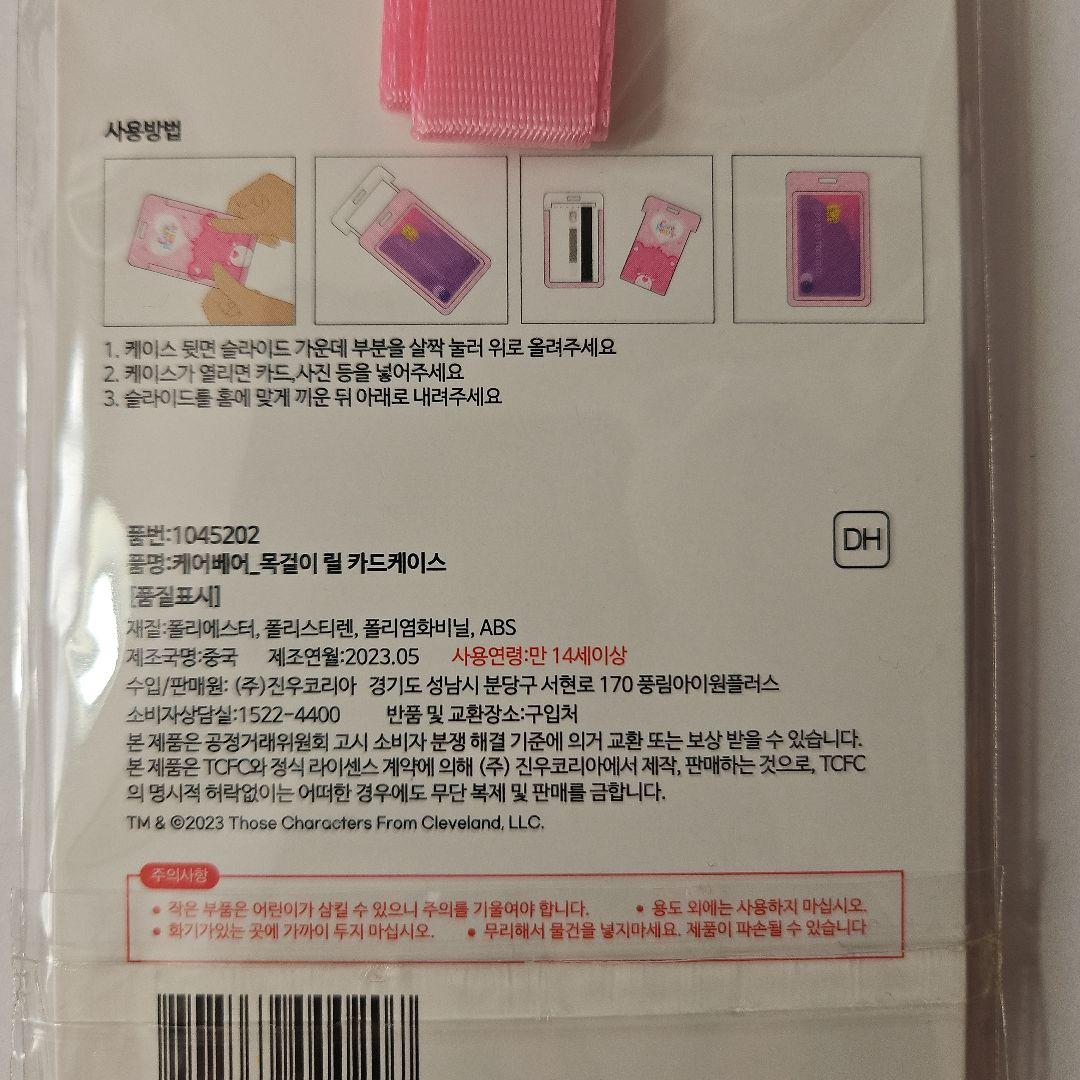 사용방법
1. 케이스 뒷면 슬라이드 가운데 부분을 살짝 눌러 위로 올려주세요
2. 케이스가 열리면 카드,사진 등을 넣어주세요
3. 슬라이드를 홈에 맞게 끼운 뒤 아래로 내려주세요
품번:1045202
DH
품명:케어베어_목걸이 릴 카드케이스
[품질표시]
재질:폴리에스터, 폴리스티렌, 폴리염화비닐, ABS
제조국명:중국 제조연월:2023.05 사용연령:만 14세이상
수입/판매원: (주)진우코리아 경기도 성남시 분당구 서현로 170 풍림아이원플러스
소비자상담실:1522-4400 반품 및 교환장소:구입처
본 제품은 공정거래위원회 고시 소비자 분쟁 해결 기준에 의거 교환 또는 보상 받을 수 있습니다.
본 제품은 TCFC와 정식 라이센스 계약에 의해 (주) 진우코리아에서 제작, 판매하는 것으로, TCFC
의 명시적 허락없이는 어떠한 경우에도 무단 복제 및 판매를 금합니다.
TM & ©2023 Those Characters From Cleveland, LLC.
주의사항
• 작은 부품은 어린이가 삼킬 수 있으니 주의를 기울여야 합니다. • 용도 외에는 사용하지 마십시오.
• 화기가있는 곳에 가까이 두지 마십시오. • 무리해서 물건을 넣지마세요. 제품이 파손될 수 있습니다